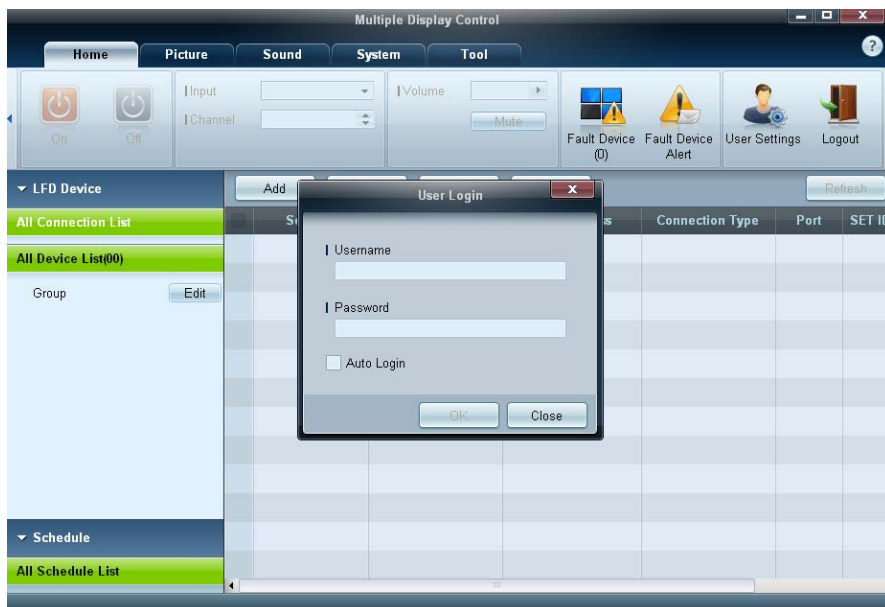 Multiple Display Control
Home Picture Sound System Tool
?
Input
Channel
On Off
Volume
Mute
Fault Device (0)
Fault Device Alert
User Settings
Logout
LFD Device
All Connection List
All Device List(00)
Group Edit
Schedule
All Schedule List
Add
Refresh
Connection Type Port
User Login
Username
Password
Auto Login
OK Close